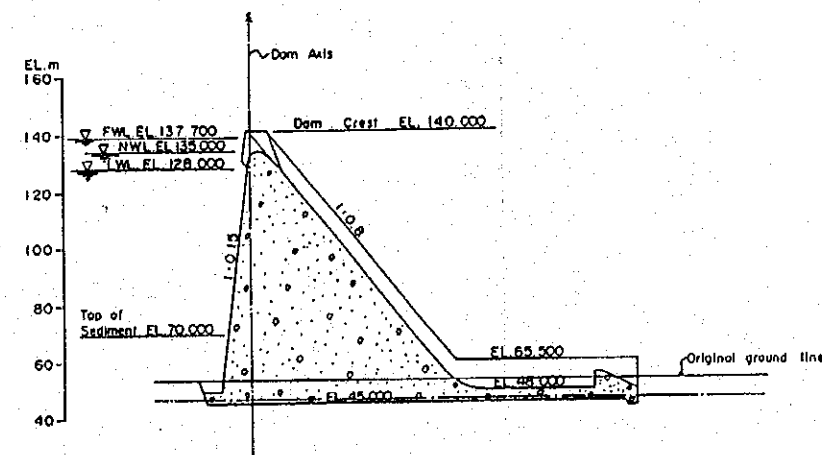 Dam Axis
EL.m
160
140
120
100
80
60
40
FWL.EL.137.700
NWL.EL.135.000
LWL.EL.128.000
Dam Crest EL. 140.000
1:0.15
1:0.8
Top of
Sediment EL.70.000
EL.65.500
Original ground line
EL.48.000
EL.45.000